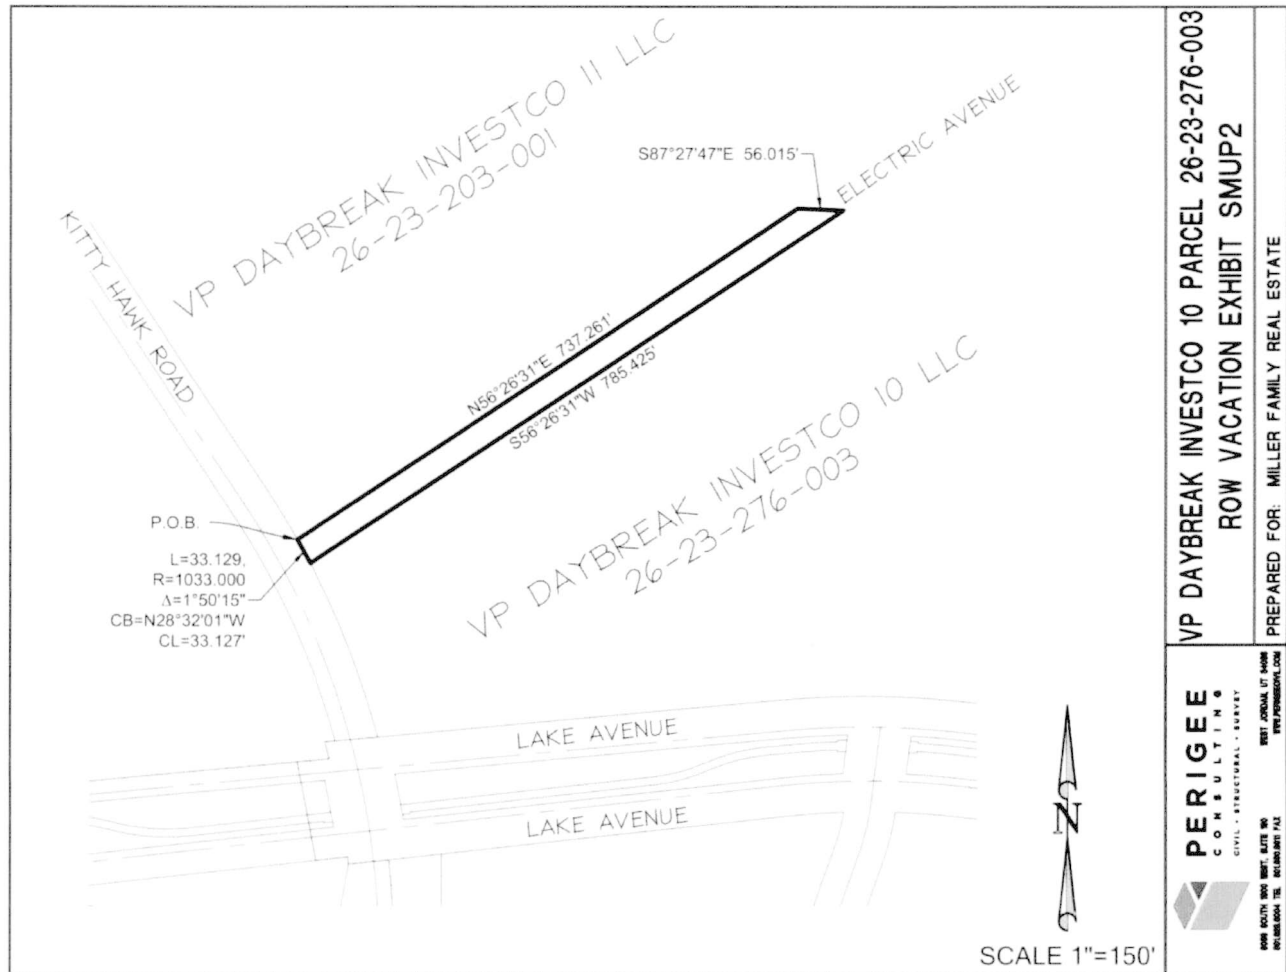 VP DAYBREAK INVESTCO 11 LLC
26-23-203-001
S87°27'47"E 56.015'
ELECTRIC AVENUE
KITTY HAWK ROAD
N56°26'31"E 737.261'
S56°26'31"W 785.425'
VP DAYBREAK INVESTCO 10 LLC
26-23-276-003
P.O.B.
L=33.129,
R=1033.000
Δ=1°50'15"
CB=N28°32'01"W
CL=33.127'
LAKE AVENUE
LAKE AVENUE
N
SCALE 1"=150'
VP DAYBREAK INVESTCO 10 PARCEL 26-23-276-003
ROW VACATION EXHIBIT SMUP2
PREPARED FOR: MILLER FAMILY REAL ESTATE
PERIGEE
CONSULTING
CIVIL • STRUCTURAL • SURVEY
WEST JORDAN, UT